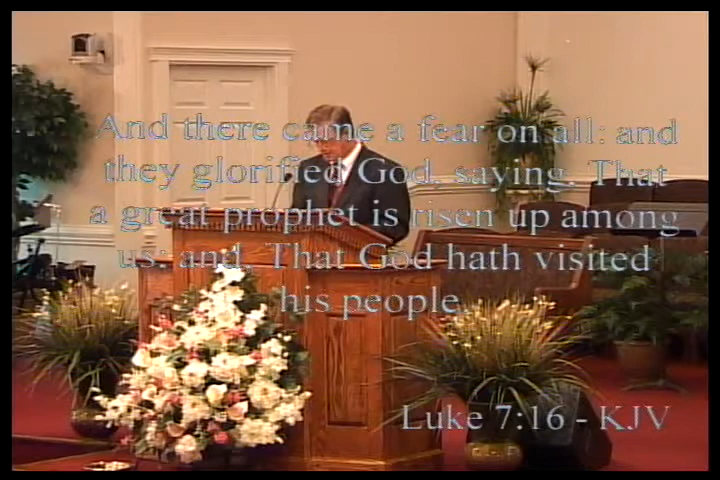 And there came a fear on all: and
they glorified God, saying, That
a great prophet is risen up among
us; and, That God hath visited
his people.
Luke 7:16 - KJV